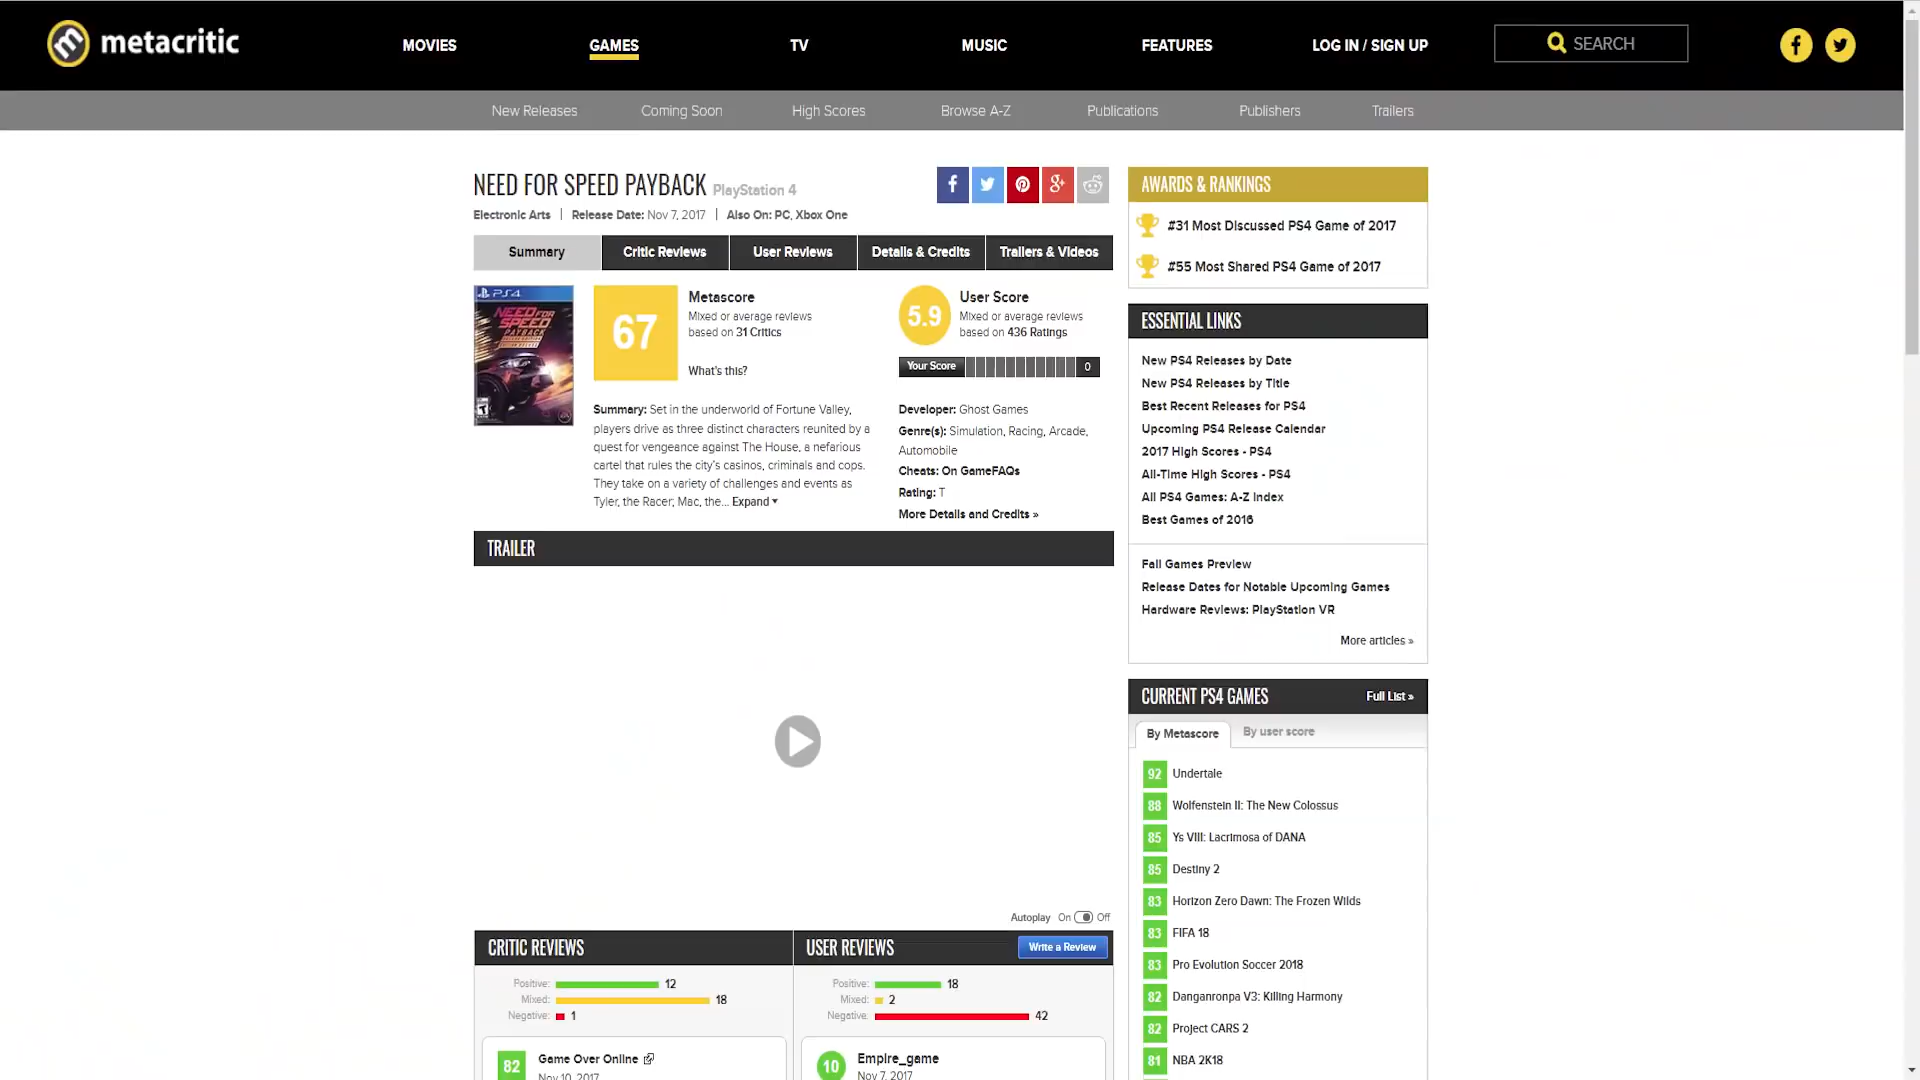 metacritic
MOVIES
GAMES
TV
MUSIC
FEATURES
LOG IN / SIGN UP
SEARCH
New Releases
Coming Soon
High Scores
Browse A-Z
Publications
Publishers
Trailers
NEED FOR SPEED PAYBACK PlayStation 4
Electronic Arts | Release Date: Nov 7, 2017 | Also On: PC, Xbox One
Summary
Critic Reviews
User Reviews
Details & Credits
Trailers & Videos
PS4
NEED FOR
SPEED
PAYBACK
67
Metascore
Mixed or average reviews
based on 31 Critics
What's this?
5.9
User Score
Mixed or average reviews
based on 436 Ratings
Your Score
0
Summary: Set in the underworld of Fortune Valley,
players drive as three distinct characters reunited by a
quest for vengeance against The House, a nefarious
cartel that rules the city's casinos, criminals and cops.
They take on a variety of challenges and events as
Tyler, the Racer; Mac, the... Expand
Developer: Ghost Games
Genre(s): Simulation, Racing, Arcade,
Automobile
Cheats: On GameFAQs
Rating: T
More Details and Credits »
TRAILER
Autoplay On Off
CRITIC REVIEWS
Positive: 12
Mixed: 18
Negative: 1
82
Game Over Online
Nov 10, 2017
USER REVIEWS
Write a Review
Positive: 18
Mixed: 2
Negative: 42
10
Empire_game
Nov 7, 2017
AWARDS & RANKINGS
#31 Most Discussed PS4 Game of 2017
#55 Most Shared PS4 Game of 2017
ESSENTIAL LINKS
New PS4 Releases by Date
New PS4 Releases by Title
Best Recent Releases for PS4
Upcoming PS4 Release Calendar
2017 High Scores - PS4
All-Time High Scores - PS4
All PS4 Games: A-Z Index
Best Games of 2016
Fall Games Preview
Release Dates for Notable Upcoming Games
Hardware Reviews: PlayStation VR
More articles »
CURRENT PS4 GAMES
Full List »
By Metascore
By user score
92 Undertale
88 Wolfenstein II: The New Colossus
85 Ys VIII: Lacrimosa of DANA
85 Destiny 2
83 Horizon Zero Dawn: The Frozen Wilds
83 FIFA 18
83 Pro Evolution Soccer 2018
82 Danganronpa V3: Killing Harmony
82 Project CARS 2
81 NBA 2K18